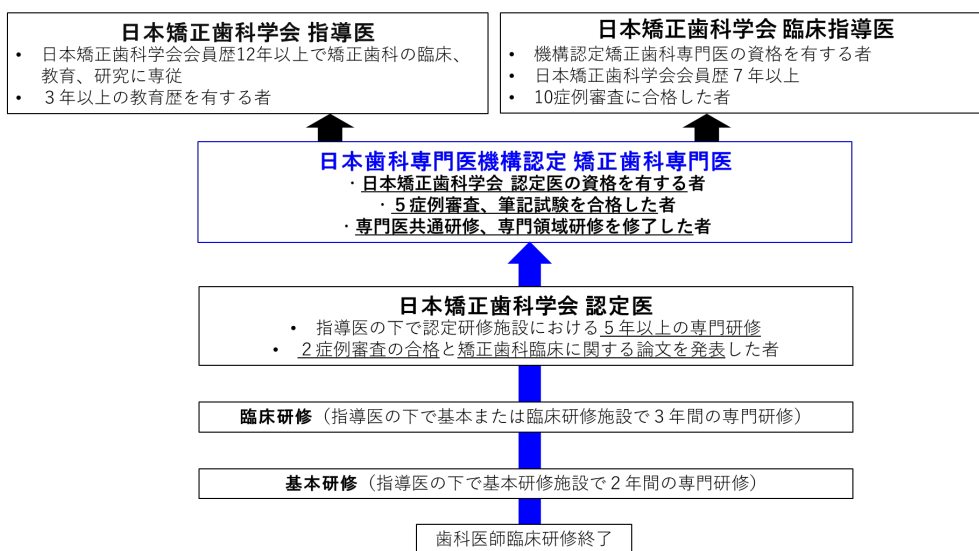 日本矯正歯科学会 指導医
• 日本矯正歯科学会会員歴12年以上で矯正歯科の臨床、
教育、研究に専従
• ３年以上の教育歴を有する者
日本矯正歯科学会 臨床指導医
• 機構認定矯正歯科専門医の資格を有する者
• 日本矯正歯科学会会員歴７年以上
• 10症例審査に合格した者
日本歯科専門医機構認定 矯正歯科専門医
・日本矯正歯科学会 認定医の資格を有する者
・５症例審査、筆記試験を合格した者
・専門医共通研修、専門領域研修を修了した者
日本矯正歯科学会 認定医
• 指導医の下で認定研修施設における５年以上の専門研修
• ２症例審査の合格と矯正歯科臨床に関する論文を発表した者
臨床研修（指導医の下で基本または臨床研修施設で３年間の専門研修）
基本研修（指導医の下で基本研修施設で２年間の専門研修）
歯科医師臨床研修終了